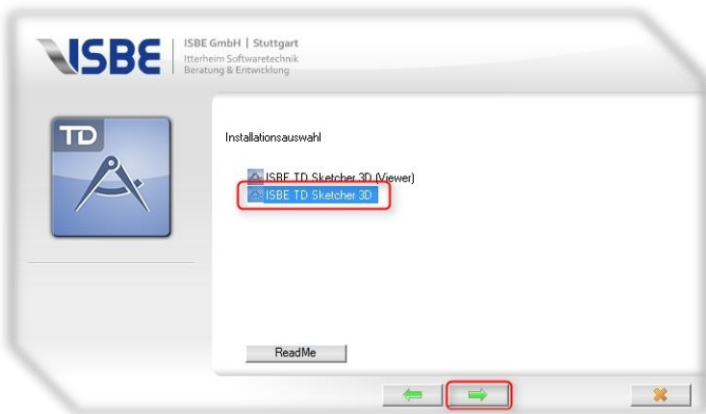 ISBE
ISBE GmbH | Stuttgart
Itterheim Softwaretechnik
Beratung & Entwicklung
TD
Installationsauswahl
ISBE TD Sketcher 3D (Viewer)
ISBE TD Sketcher 3D
ReadMe